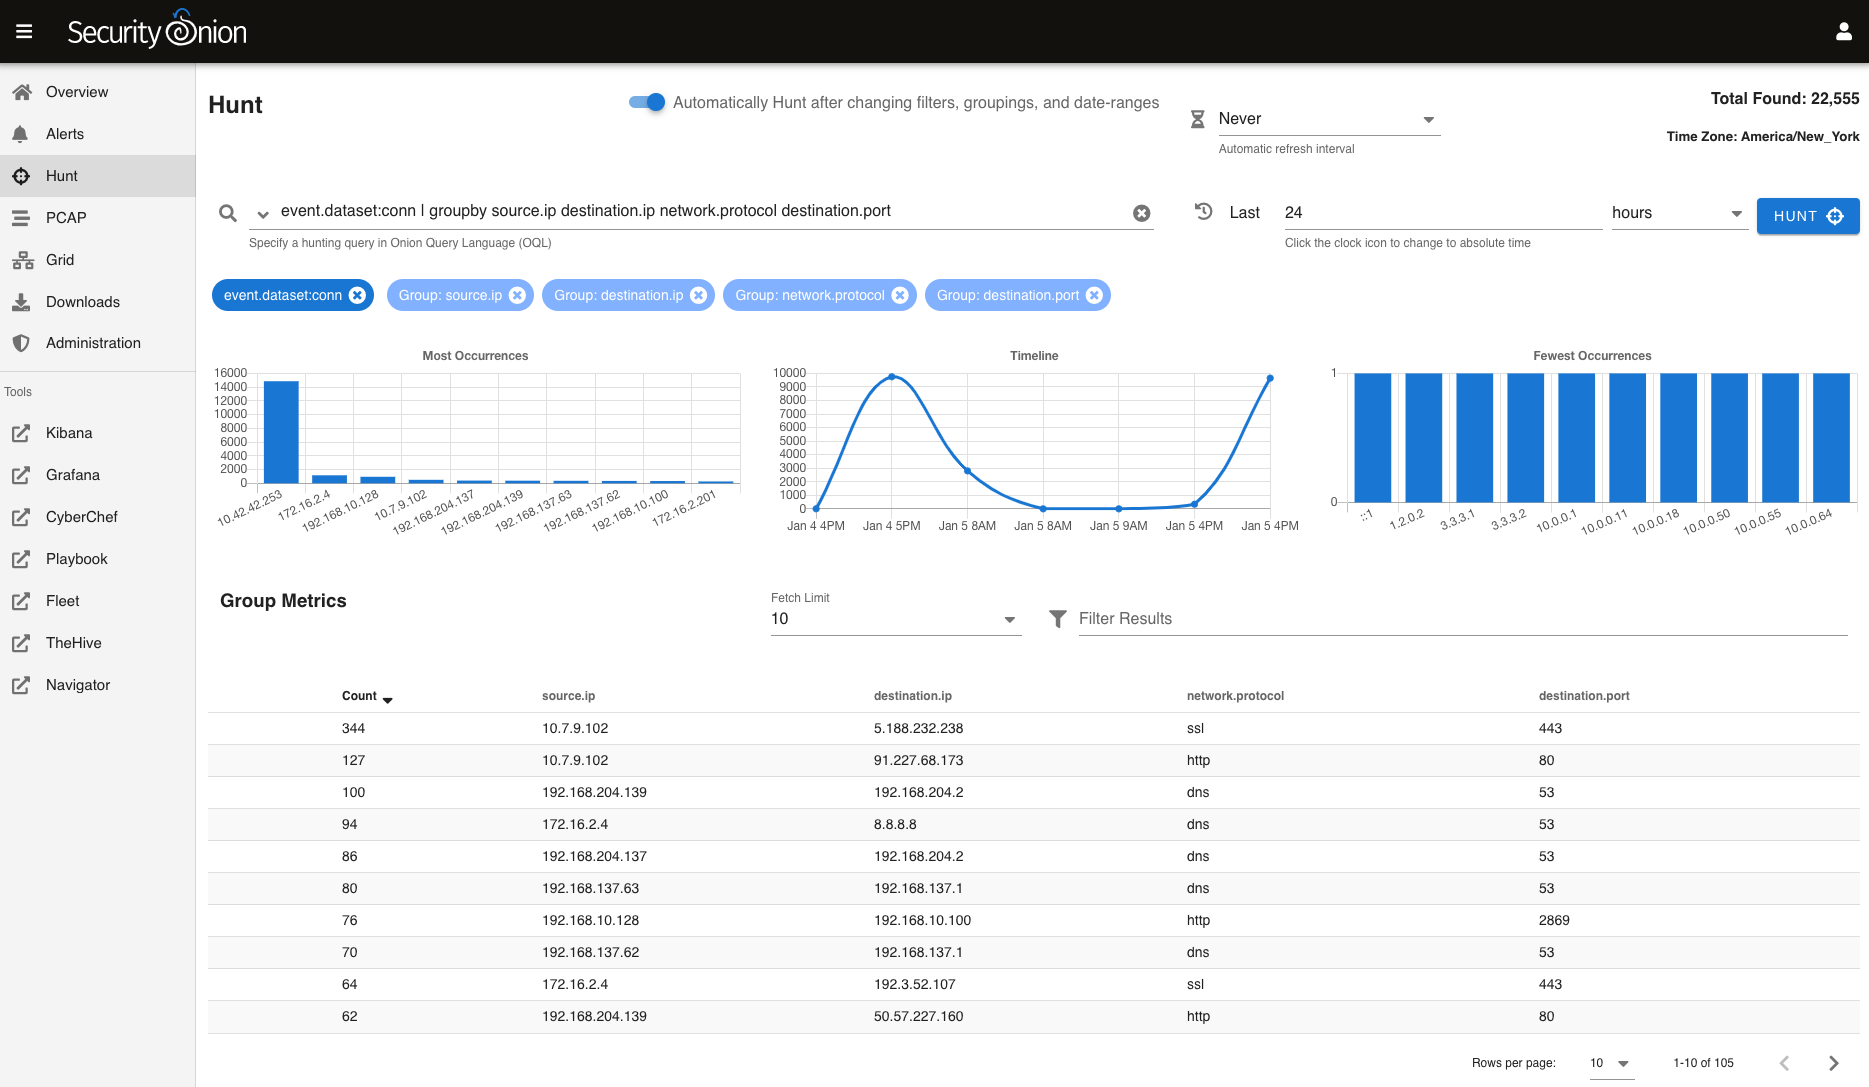 Security Onion
Overview
Alerts
Hunt
PCAP
Grid
Downloads
Administration
Tools
Kibana
Grafana
CyberChef
Playbook
Fleet
TheHive
Navigator
Hunt
Automatically Hunt after changing filters, groupings, and date-ranges
Never
Automatic refresh interval
Total Found: 22,555
Time Zone: America/New_York
event.dataset:conn | groupby source.ip destination.ip network.protocol destination.port
Specify a hunting query in Onion Query Language (OQL)
Last 24 hours
Click the clock icon to change to absolute time
HUNT
event.dataset:conn Group: source.ip Group: destination.ip Group: network.protocol Group: destination.port
Most Occurrences
16000
14000
12000
10000
8000
6000
4000
2000
0
10.42.42.253 172.16.2.4 192.168.10.128 10.7.9.102 192.168.204.137 192.168.204.139 192.168.137.63 192.168.137.62 192.168.10.100 172.16.2.201
Timeline
10000
9000
8000
7000
6000
5000
4000
3000
2000
1000
0
Jan 4 4PM Jan 4 5PM Jan 5 8AM Jan 5 8AM Jan 5 9AM Jan 5 4PM Jan 5 4PM
Fewest Occurrences
1
0
::1 1.2.0.2 3.3.3.1 3.3.3.2 10.0.0.1 10.0.0.11 10.0.0.18 10.0.0.50 10.0.0.55 10.0.0.64
Group Metrics
Fetch Limit
10
Filter Results
Count source.ip destination.ip network.protocol destination.port
344 10.7.9.102 5.188.232.238 ssl 443
127 10.7.9.102 91.227.68.173 http 80
100 192.168.204.139 192.168.204.2 dns 53
94 172.16.2.4 8.8.8.8 dns 53
86 192.168.204.137 192.168.204.2 dns 53
80 192.168.137.63 192.168.137.1 dns 53
76 192.168.10.128 192.168.10.100 http 2869
70 192.168.137.62 192.168.137.1 dns 53
64 172.16.2.4 192.3.52.107 ssl 443
62 192.168.204.139 50.57.227.160 http 80
Rows per page: 10 1-10 of 105